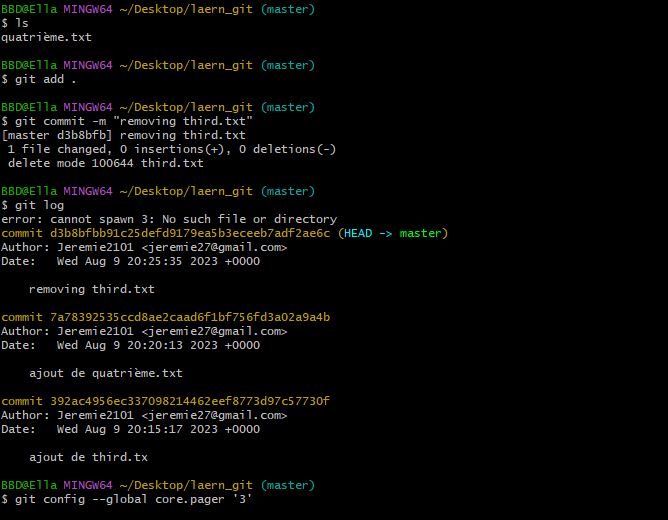 BBD@Ella MINGW64 ~/Desktop/laern_git (master)
$ ls
quatrième.txt
BBD@Ella MINGW64 ~/Desktop/laern_git (master)
$ git add .
BBD@Ella MINGW64 ~/Desktop/laern_git (master)
$ git commit -m "removing third.txt"
[master d3b8bfb] removing third.txt
1 file changed, 0 insertions(+), 0 deletions(-)
delete mode 100644 third.txt
BBD@Ella MINGW64 ~/Desktop/laern_git (master)
$ git log
error: cannot spawn 3: No such file or directory
commit d3b8bfbb91c25defd9179ea5b3eceeb7adf2ae6c (HEAD -> master)
Author: Jeremie2101 <jeremie27@gmail.com>
Date:   Wed Aug 9 20:25:35 2023 +0000
removing third.txt
commit 7a78392535ccd8ae2caad6f1bf756fd3a02a9a4b
Author: Jeremie2101 <jeremie27@gmail.com>
Date:   Wed Aug 9 20:20:13 2023 +0000
ajout de quatrième.txt
commit 392ac4956ec337098214462eef8773d97c57730f
Author: Jeremie2101 <jeremie27@gmail.com>
Date:   Wed Aug 9 20:15:17 2023 +0000
ajout de third.tx
BBD@Ella MINGW64 ~/Desktop/laern_git (master)
$ git config --global core.pager '3'